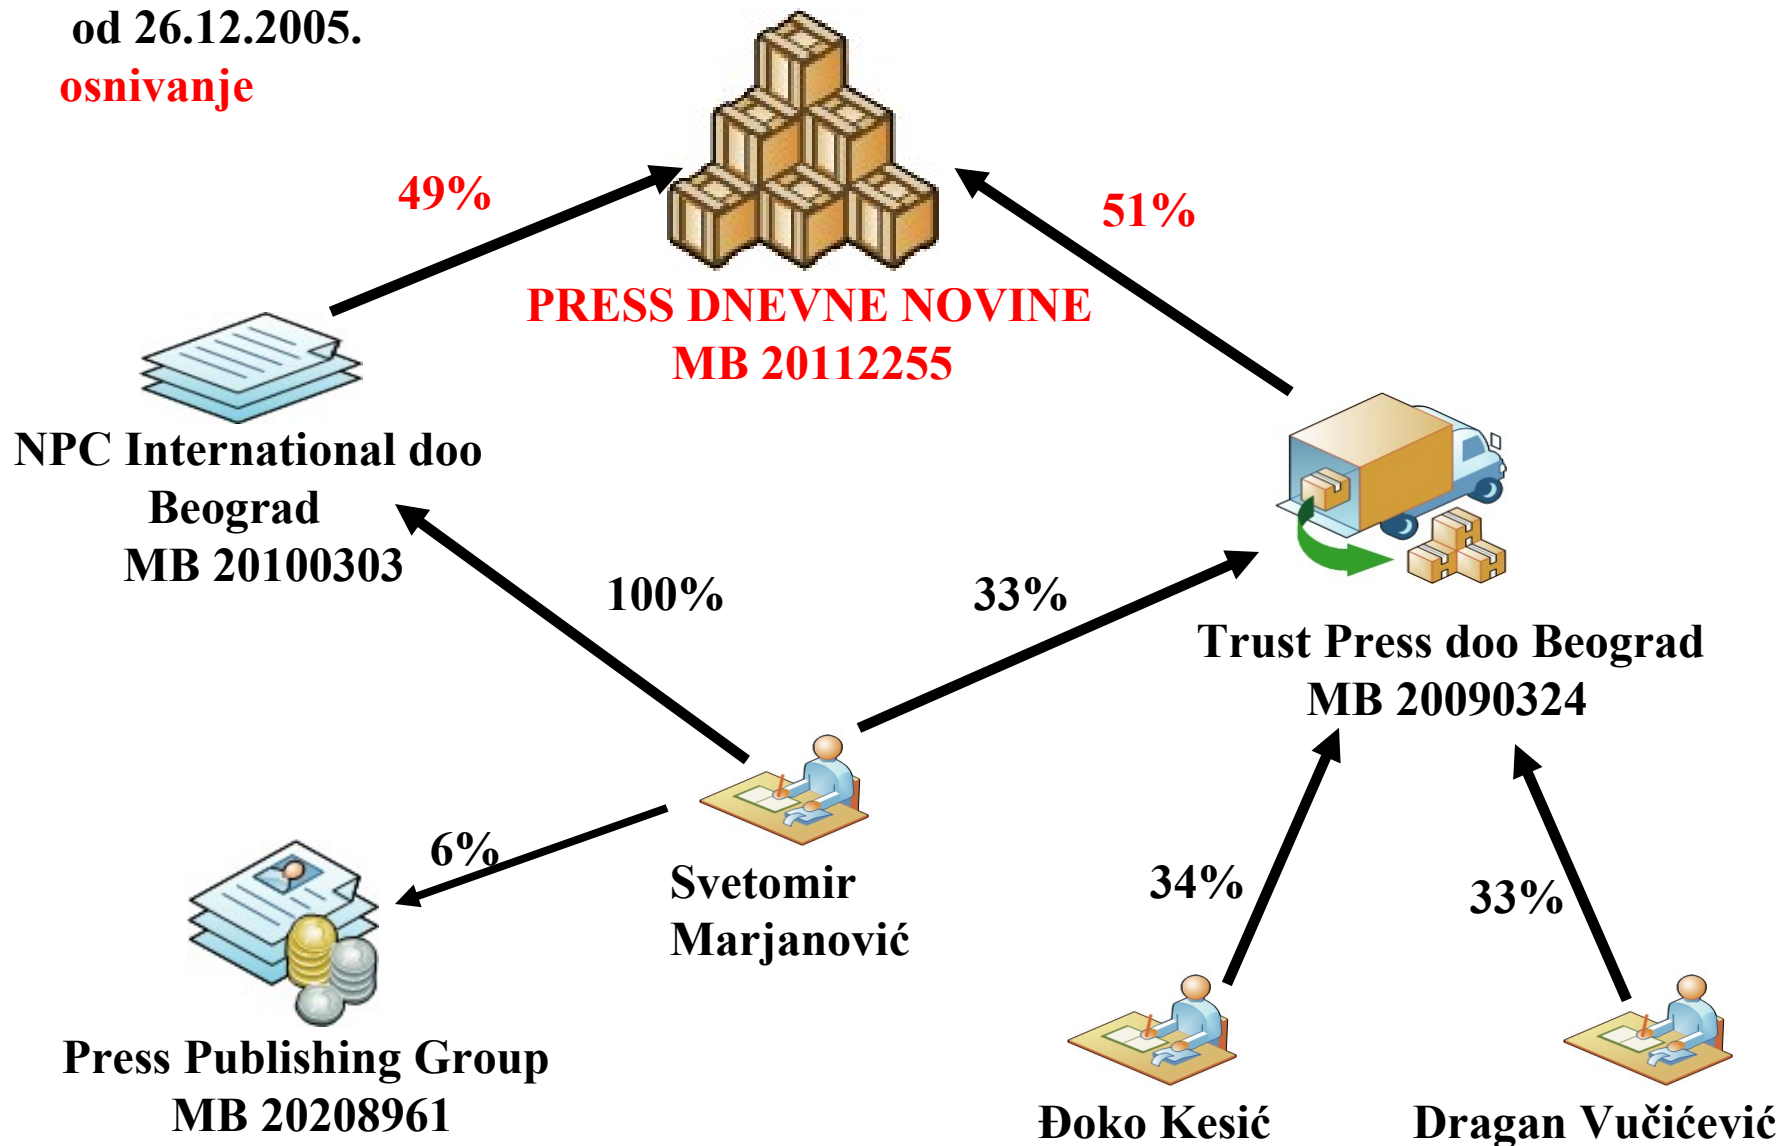 od 26.12.2005.
osnivanje
49%
51%
PRESS DNEVNE NOVINE
MB 20112255
NPC International doo
Beograd
MB 20100303
100%
33%
Trust Press doo Beograd
MB 20090324
6%
Svetomir
Marjanović
34%
33%
Press Publishing Group
MB 20208961
Đoko Kesić
Dragan Vučićević